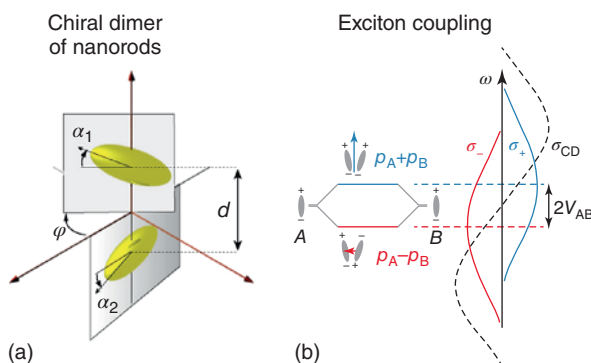 Chiral dimer
of nanorods
α1
d
φ
α2
(a)
Exciton coupling
ω
+ + 
− −
pA+pB
σ−
σ+
σCD
+
−
A
+
−
B
2VAB
+ −
− +
pA−pB
(b)